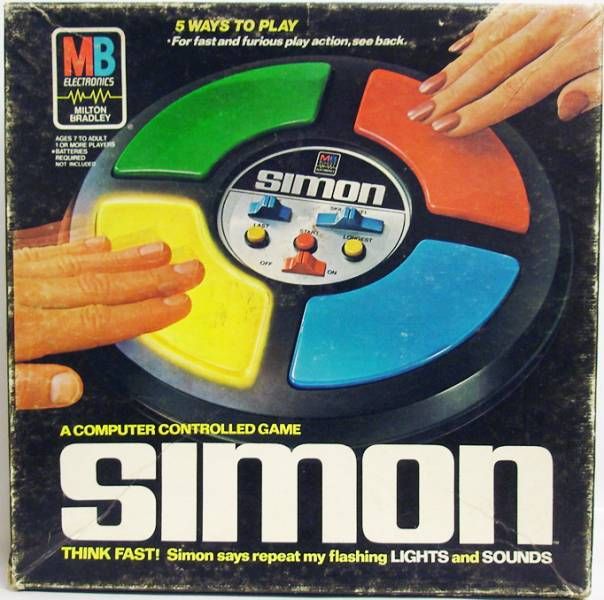 5 WAYS TO PLAY
• For fast and furious play action, see back.
MB
ELECTRONICS
MILTON
BRADLEY
AGES 7 TO ADULT
1 OR MORE PLAYERS
• BATTERIES
REQUIRED
NOT INCLUDED
MB
simon
LAST
START
LONGEST
OFF
ON
A COMPUTER CONTROLLED GAME
simon
THINK FAST! Simon says repeat my flashing LIGHTS and SOUNDS